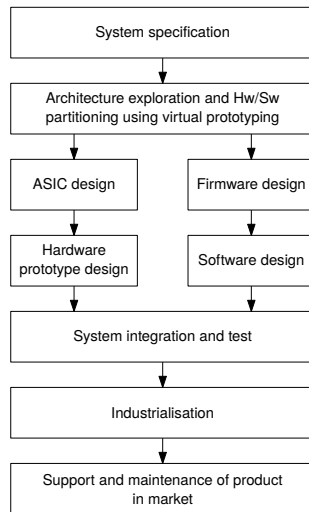 System specification
Architecture exploration and Hw/Sw
partitioning using virtual prototyping
ASIC design
Firmware design
Hardware
prototype design
Software design
System integration and test
Industrialisation
Support and maintenance of product
in market